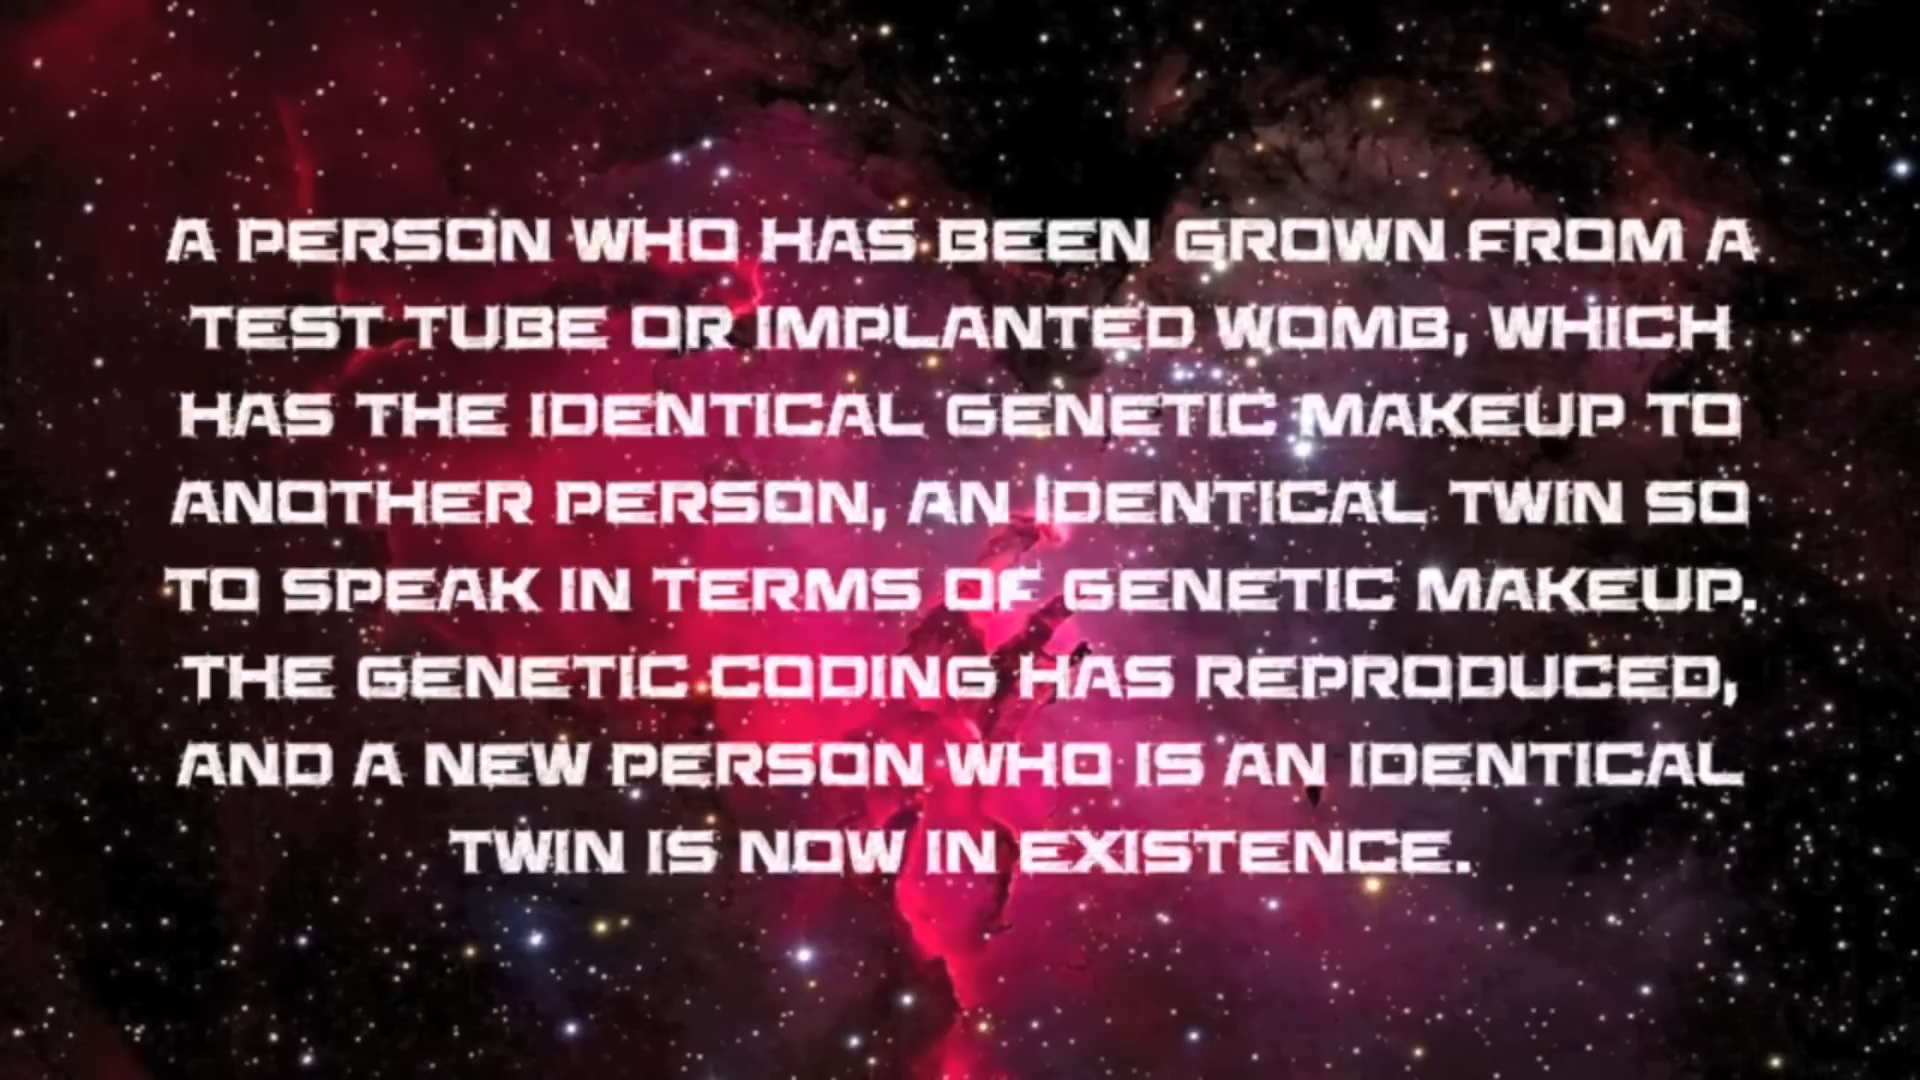 A PERSON WHO HAS BEEN GROWN FROM A
TEST TUBE OR IMPLANTED WOMB, WHICH
HAS THE IDENTICAL GENETIC MAKEUP TO
ANOTHER PERSON, AN IDENTICAL TWIN SO
TO SPEAK IN TERMS OF GENETIC MAKEUP.
THE GENETIC CODING HAS REPRODUCED,
AND A NEW PERSON WHO IS AN IDENTICAL
TWIN IS NOW IN EXISTENCE.